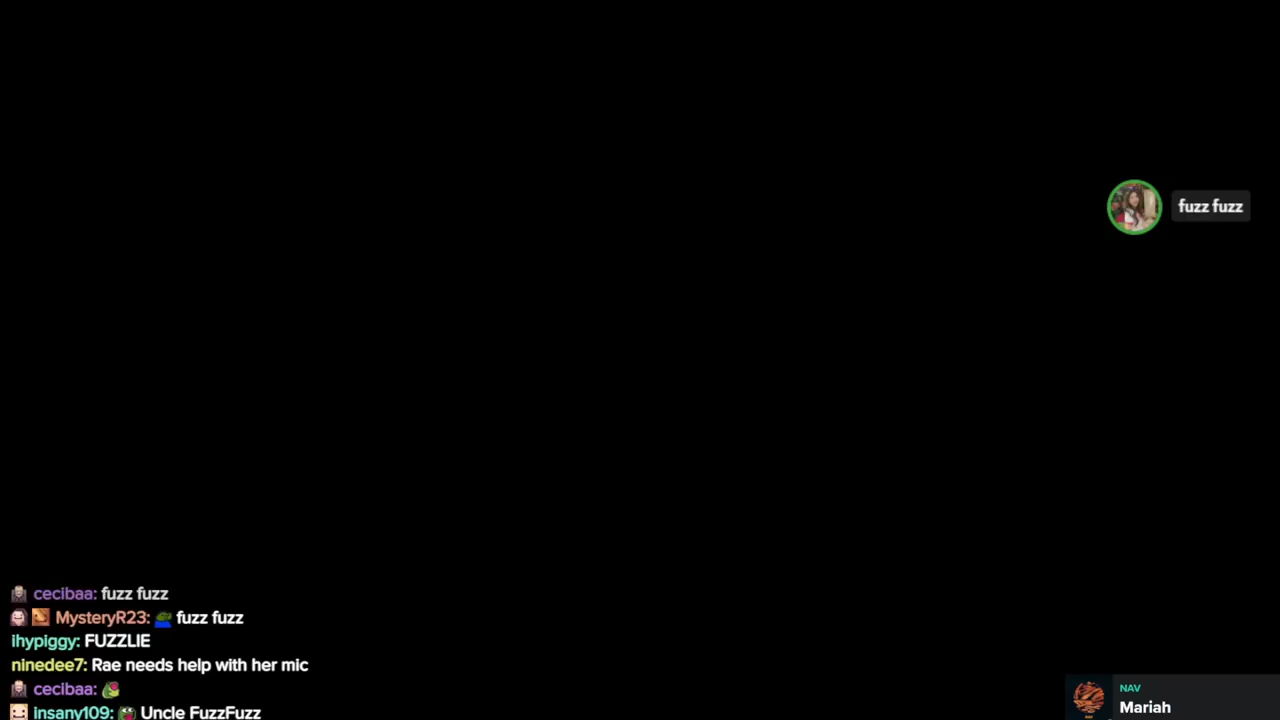 fuzz fuzz
cecibaa: fuzz fuzz
MysteryR23: fuzz fuzz
ihypiggy: FUZZLIE
ninedee7: Rae needs help with her mic
cecibaa:
insany109: Uncle FuzzFuzz
NAV
Mariah